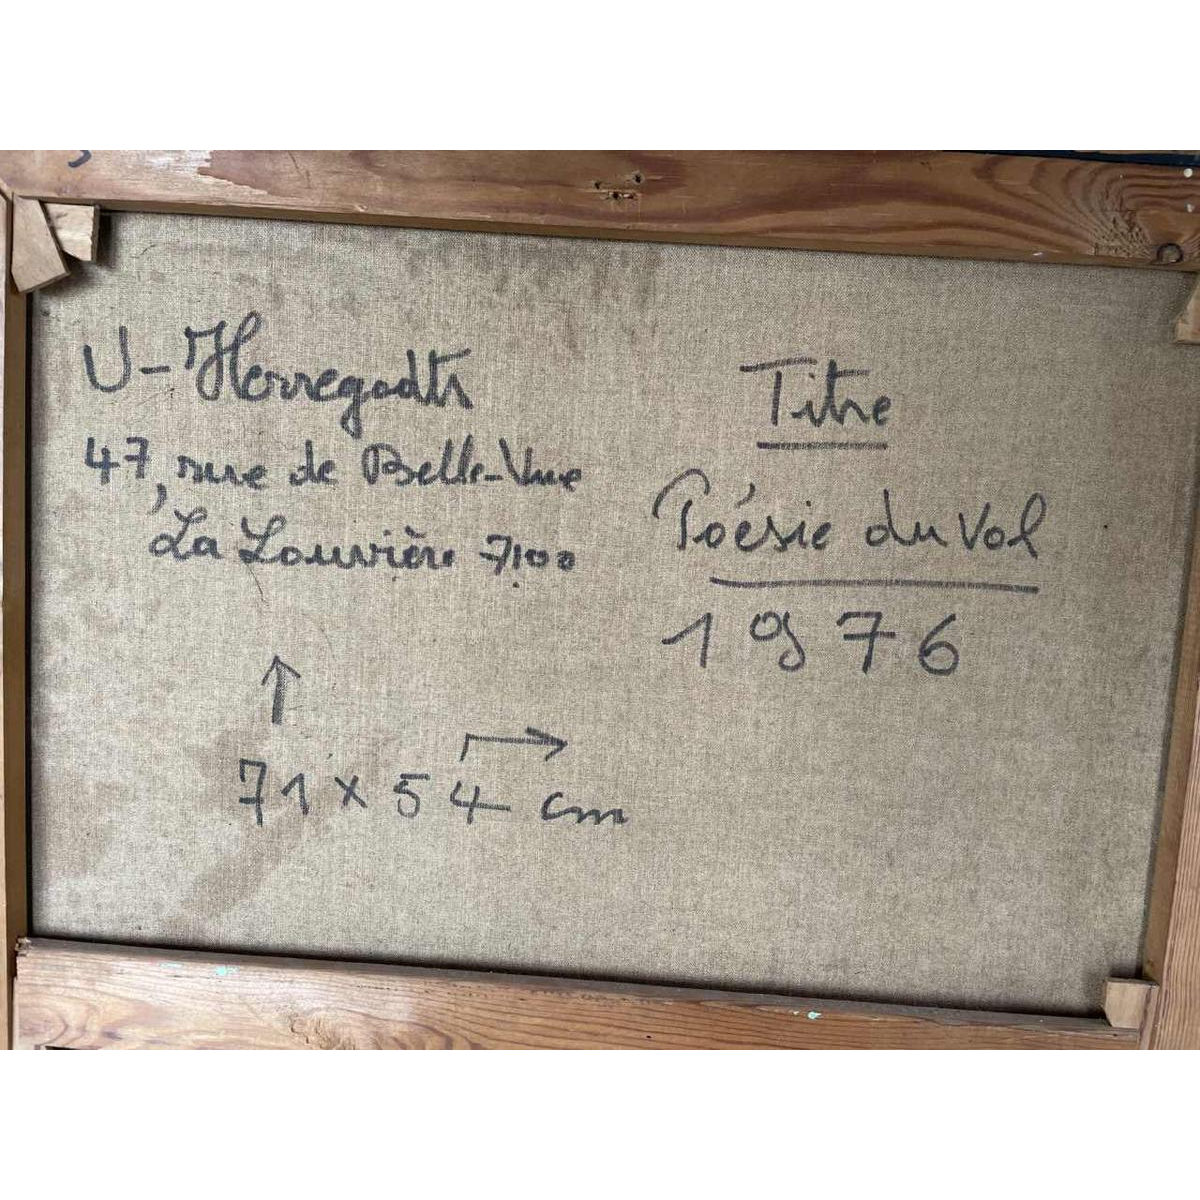 U-Herregodts
47, rue de Belle-Vue
La Louvière 7100
71 x 54 cm
Titre
Poésie du Vol
1976